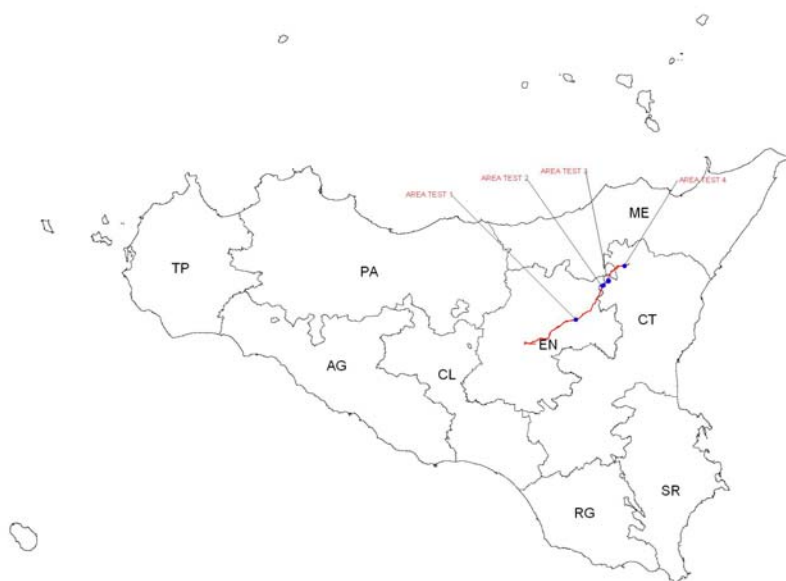 AREA TEST 3
AREA TEST 2
AREA TEST 4
AREA TEST 1
ME
TP
PA
CT
EN
AG
CL
SR
RG